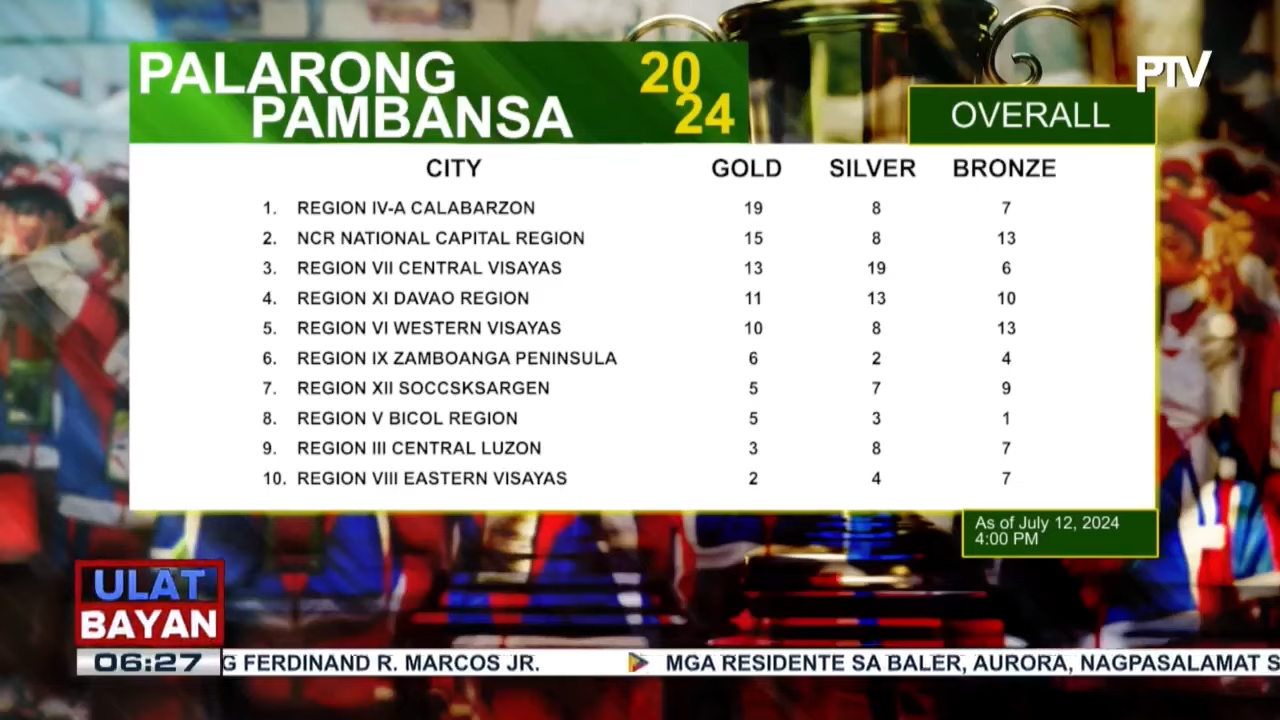 PALARONG
PAMBANSA
20
24
PTV
OVERALL
CITY GOLD SILVER BRONZE
1. REGION IV-A CALABARZON 19 8 7
2. NCR NATIONAL CAPITAL REGION 15 8 13
3. REGION VII CENTRAL VISAYAS 13 19 6
4. REGION XI DAVAO REGION 11 13 10
5. REGION VI WESTERN VISAYAS 10 8 13
6. REGION IX ZAMBOANGA PENINSULA 6 2 4
7. REGION XII SOCCSKSARGEN 5 7 9
8. REGION V BICOL REGION 5 3 1
9. REGION III CENTRAL LUZON 3 8 7
10. REGION VIII EASTERN VISAYAS 2 4 7
As of July 12, 2024
4:00 PM
ULAT
BAYAN
06:27 G FERDINAND R. MARCOS JR. MGA RESIDENTE SA BALER, AURORA, NAGPASALAMAT S